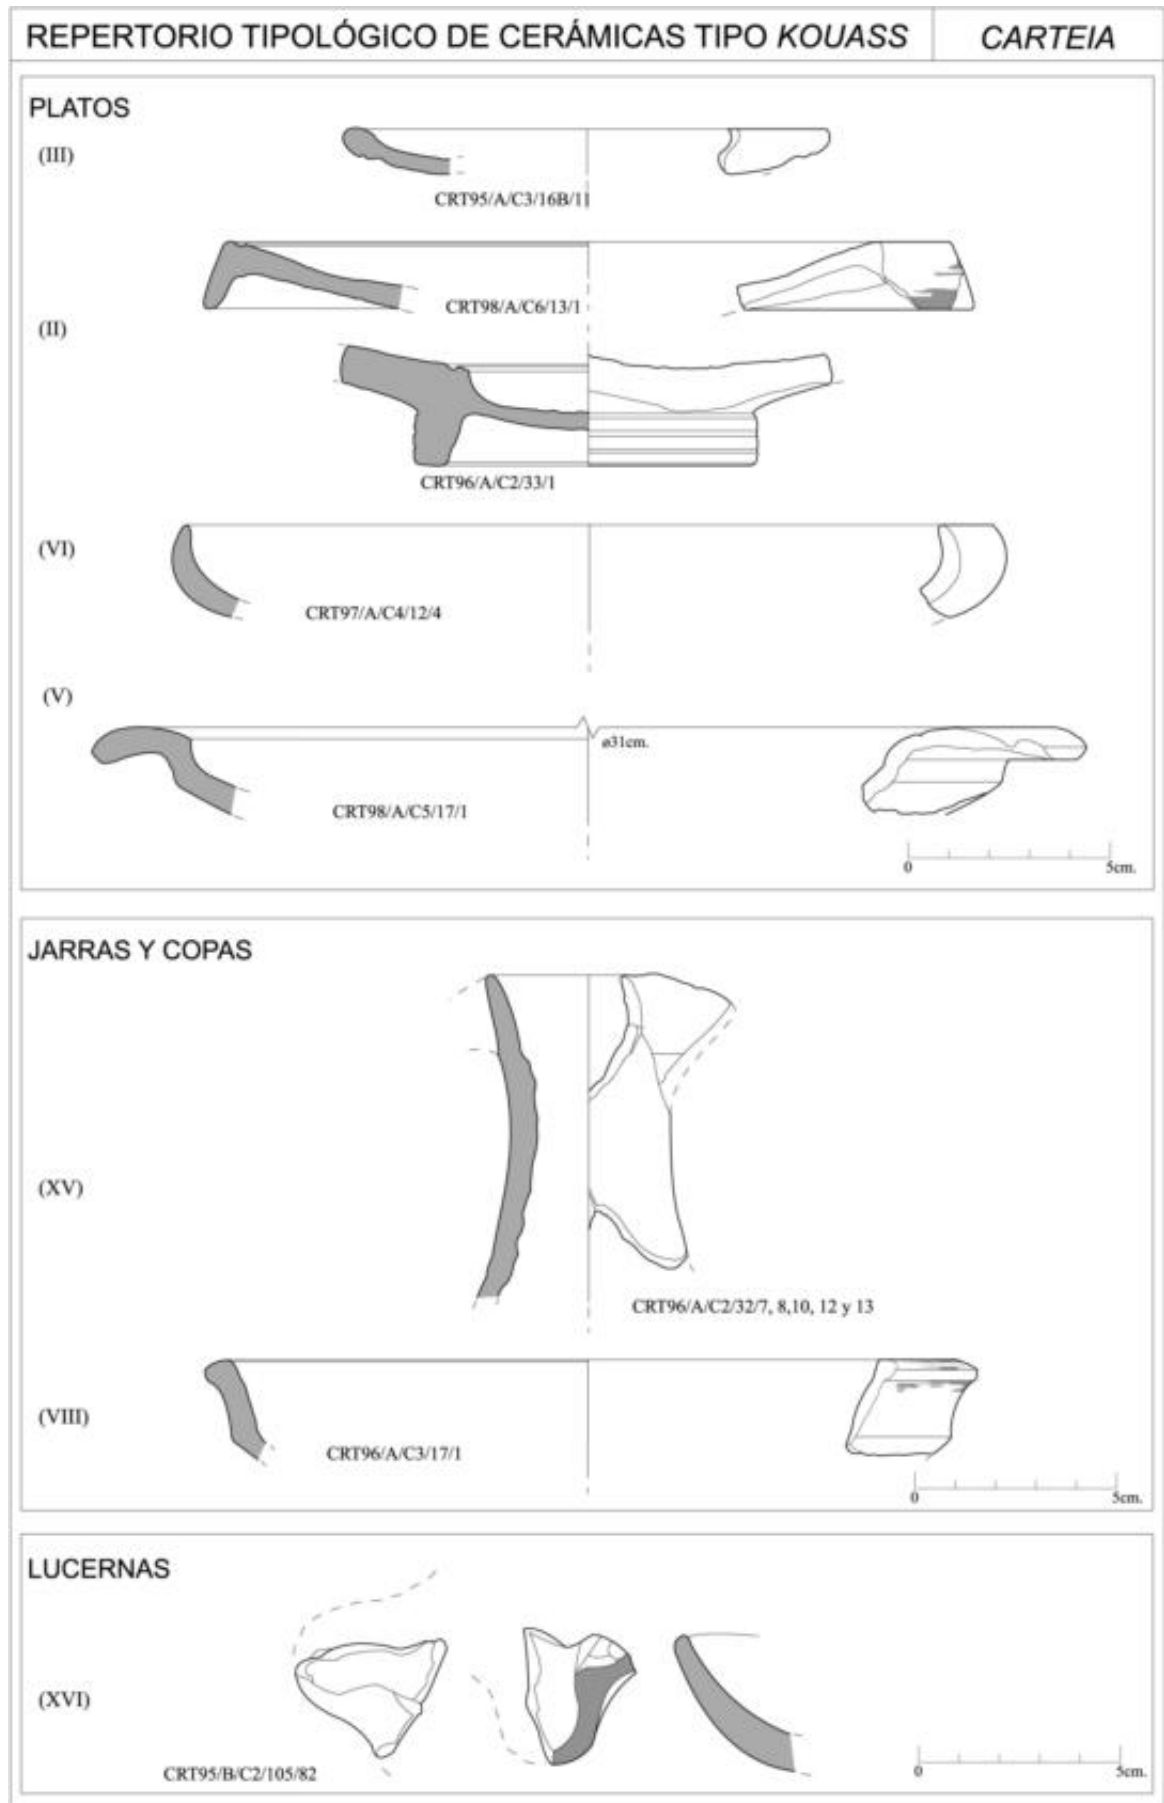 REPERTORIO TIPOLÓGICO DE CERÁMICAS TIPO KOUASS
CARTEIA
PLATOS
(III)
CRT95/A/C3/16B/11
CRT98/A/C6/13/1
(II)
CRT96/A/C2/33/1
(VI)
CRT97/A/C4/12/4
(V)
ø31cm.
CRT98/A/C5/17/1
0 5cm.
JARRAS Y COPAS
(XV)
CRT96/A/C2/32/7, 8,10, 12 y 13
(VIII)
CRT96/A/C3/17/1
0 5cm.
LUCERNAS
(XVI)
CRT95/B/C2/105/82
0 5cm.